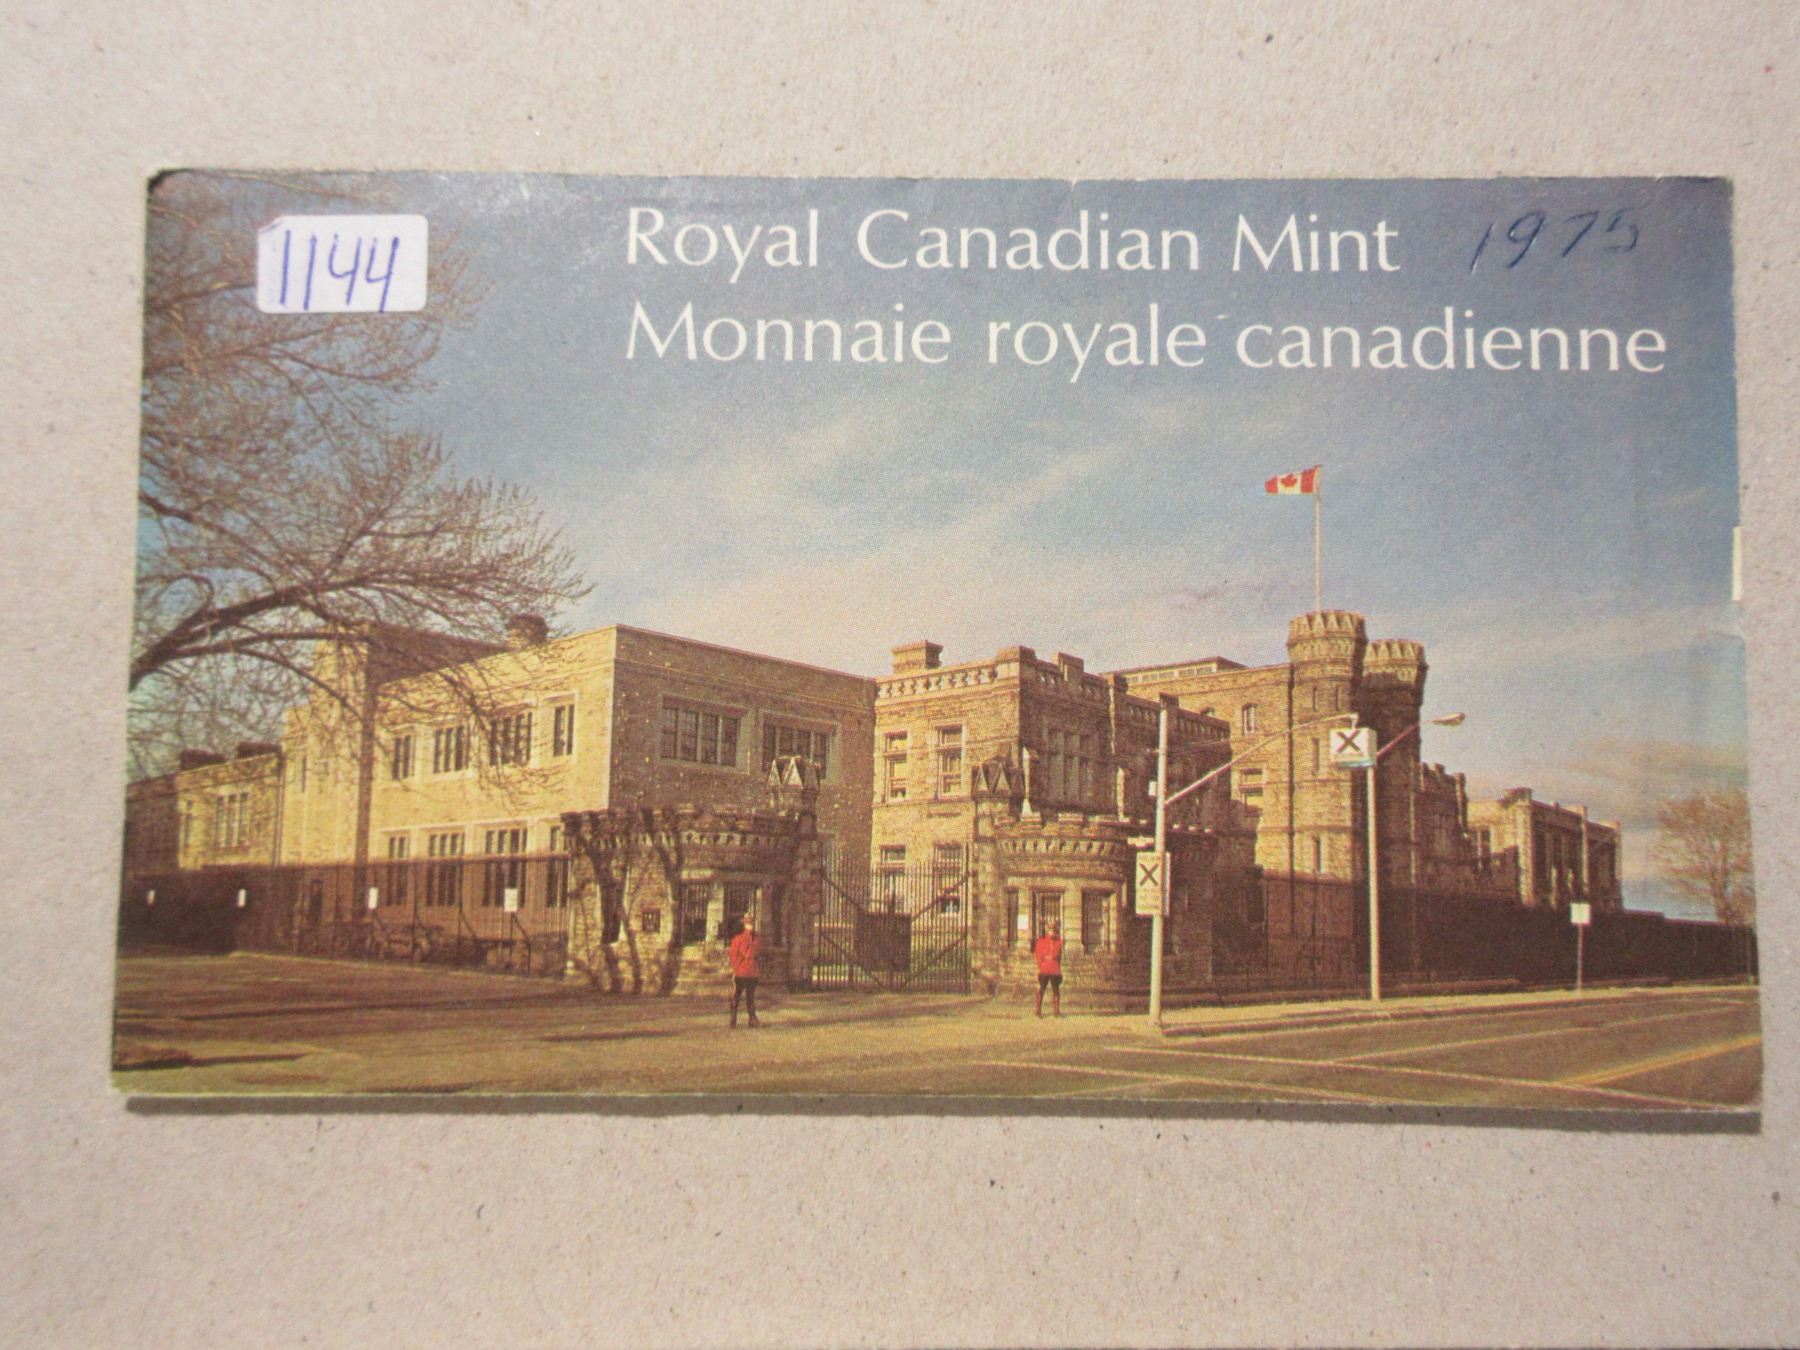 1144
Royal Canadian Mint 1975
Monnaie royale canadienne
X
X